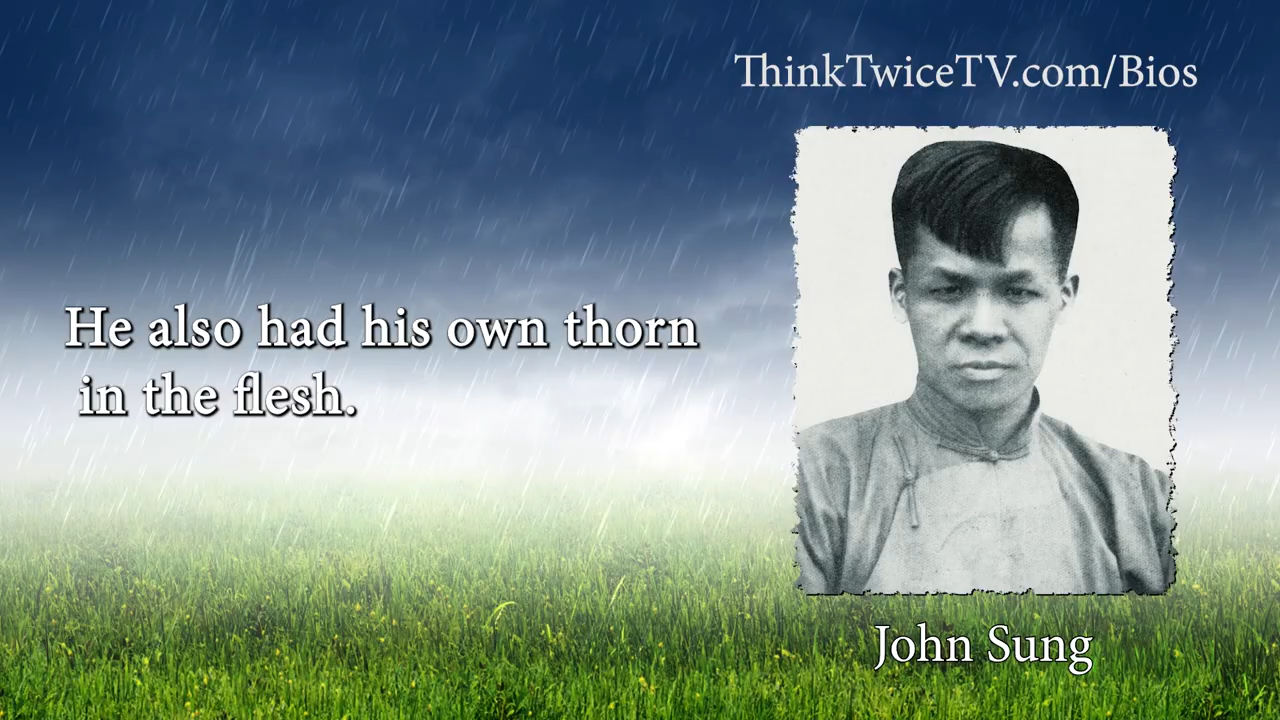 ThinkTwiceTV.com/Bios
He also had his own thorn
in the flesh.
John Sung